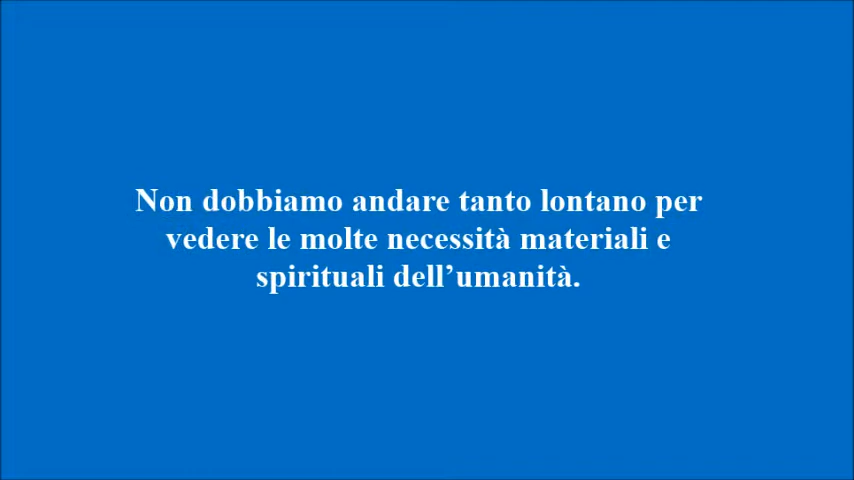 Non dobbiamo andare tanto lontano per
vedere le molte necessità materiali e
spirituali dell’umanità.